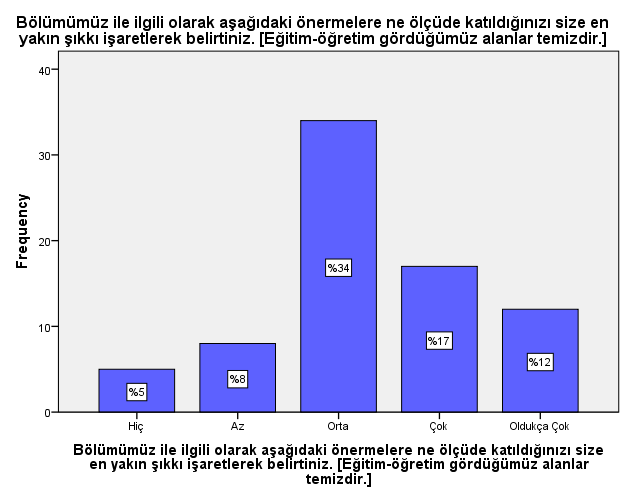 Bölümümüz ile ilgili olarak aşağıdaki önermelere ne ölçüde katıldığınızı size en
yakın şıkkı işaretlerek belirtiniz. [Eğitim-öğretim gördüğümüz alanlar temizdir.]
40
30
20
10
0
Frequency
%5
%8
%34
%17
%12
Hiç
Az
Orta
Çok
Oldukça Çok
Bölümümüz ile ilgili olarak aşağıdaki önermelere ne ölçüde katıldığınızı size
en yakın şıkkı işaretlerek belirtiniz. [Eğitim-öğretim gördüğümüz alanlar
temizdir.]